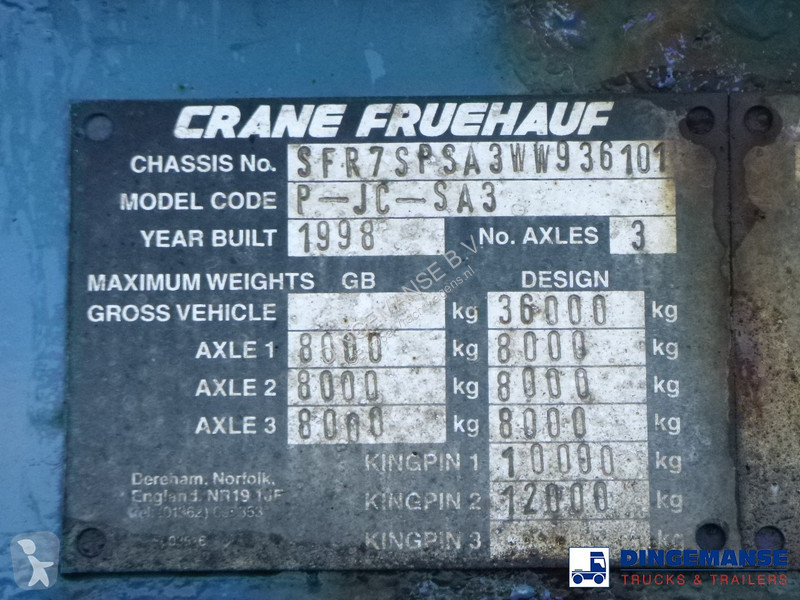 CRANE FRUEHAUF
CHASSIS No. SFR7SPSA3WW936101
MODEL CODE P-JC-SA3
YEAR BUILT 1998 No. AXLES 3
MAXIMUM WEIGHTS GB DESIGN
GROSS VEHICLE kg 36000 kg
AXLE 1 8000 kg 8000 kg
AXLE 2 8000 kg 8000 kg
AXLE 3 8000 kg 8000 kg
KINGPIN 1 10000 kg
Dereham, Norfolk,
England. NR19 1JF
KINGPIN 2 12000 kg
KINGPIN 3 kg
DINGEMANSE
TRUCKS & TRAILERS